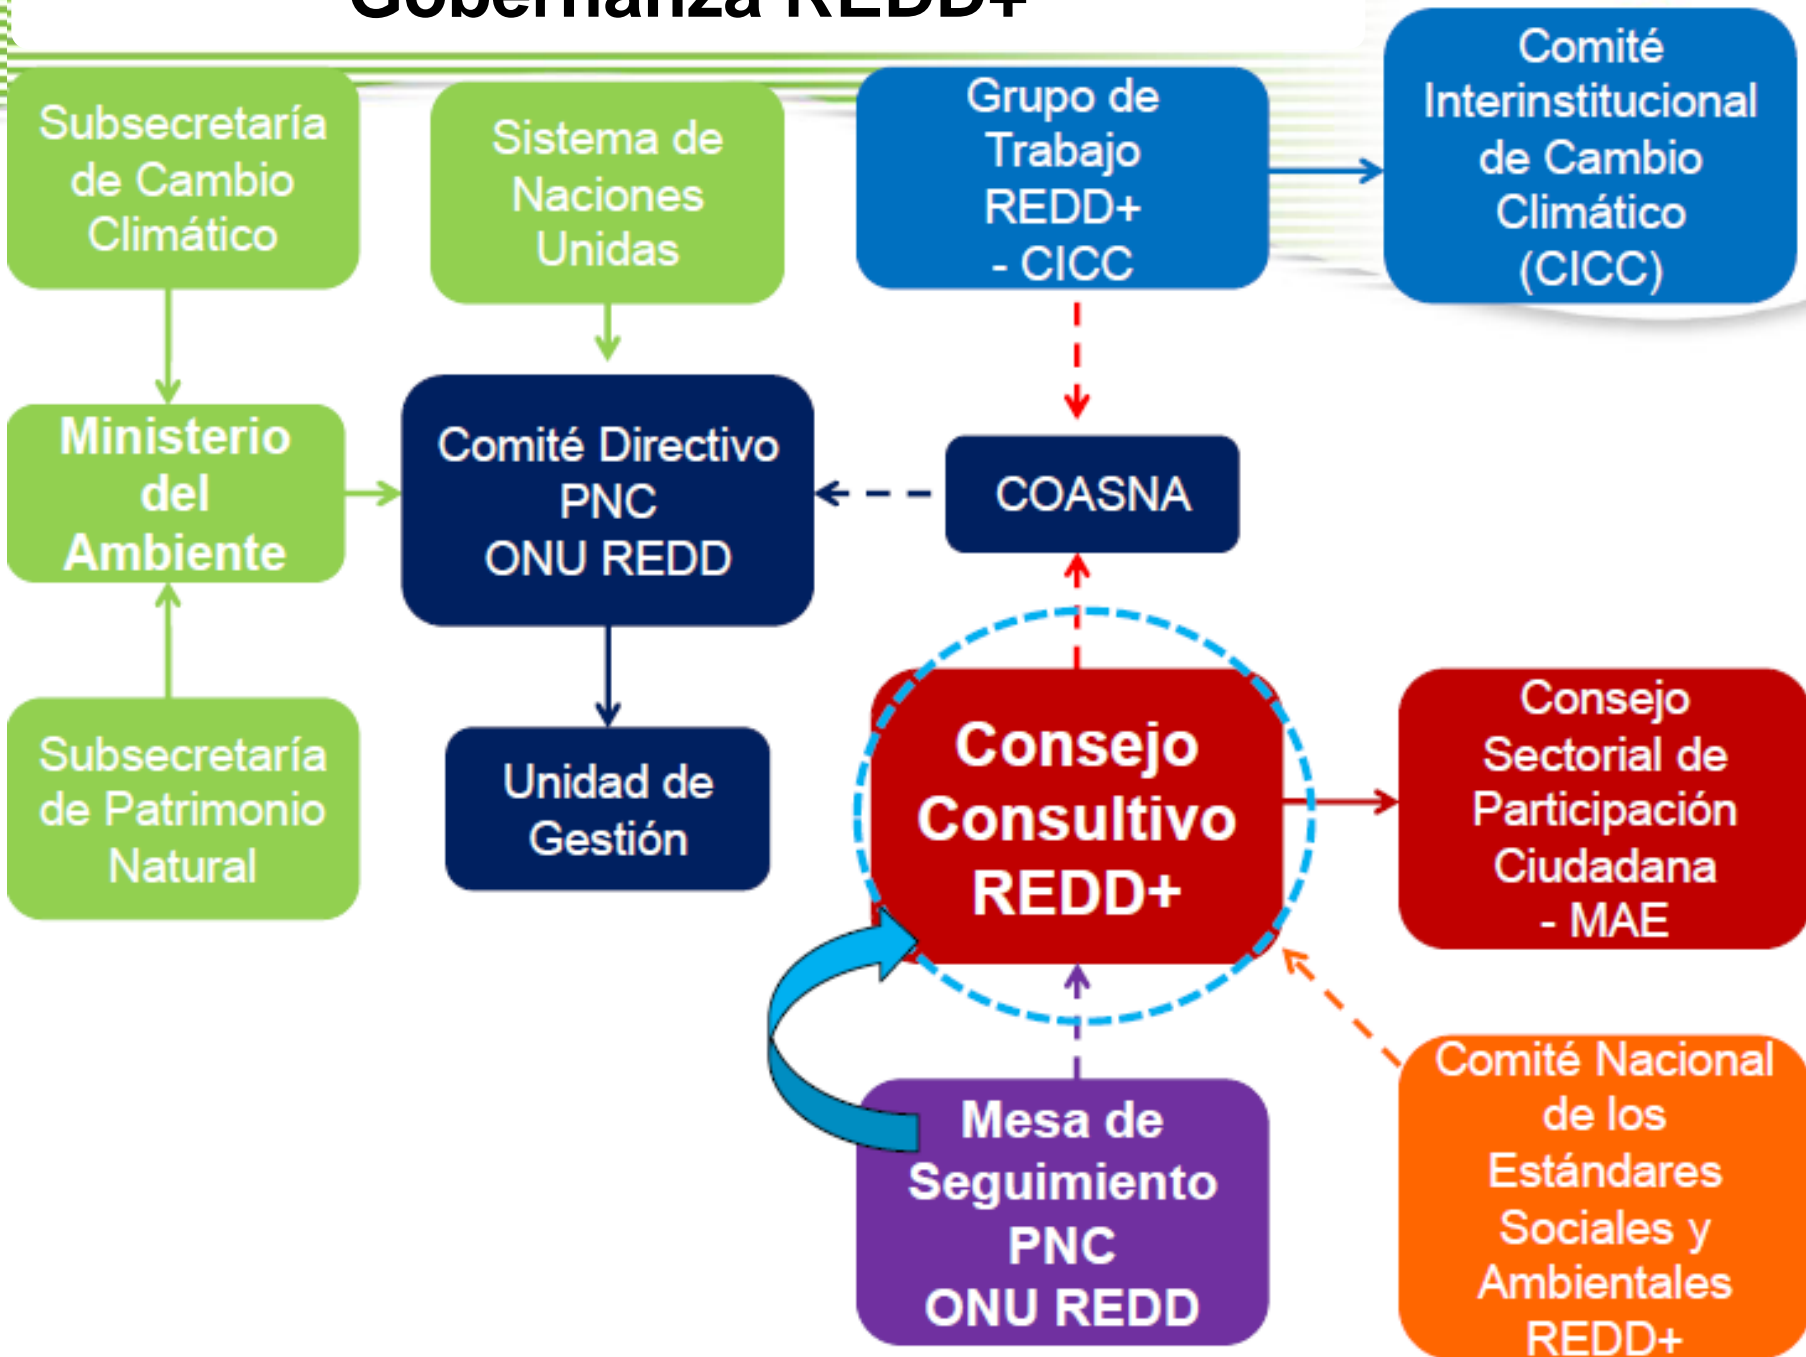 Gobernanza REDD+
Subsecretaría
de Cambio
Climático
Sistema de
Naciones
Unidas
Grupo de
Trabajo
REDD+
- CICC
Comité
Interinstitucional
de Cambio
Climático
(CICC)
Ministerio
del
Ambiente
Comité Directivo
PNC
ONU REDD
COASNA
Subsecretaría
de Patrimonio
Natural
Unidad de
Gestión
Consejo
Consultivo
REDD+
Consejo
Sectorial de
Participación
Ciudadana
- MAE
Mesa de
Seguimiento
PNC
ONU REDD
Comité Nacional
de los
Estándares
Sociales y
Ambientales
REDD+